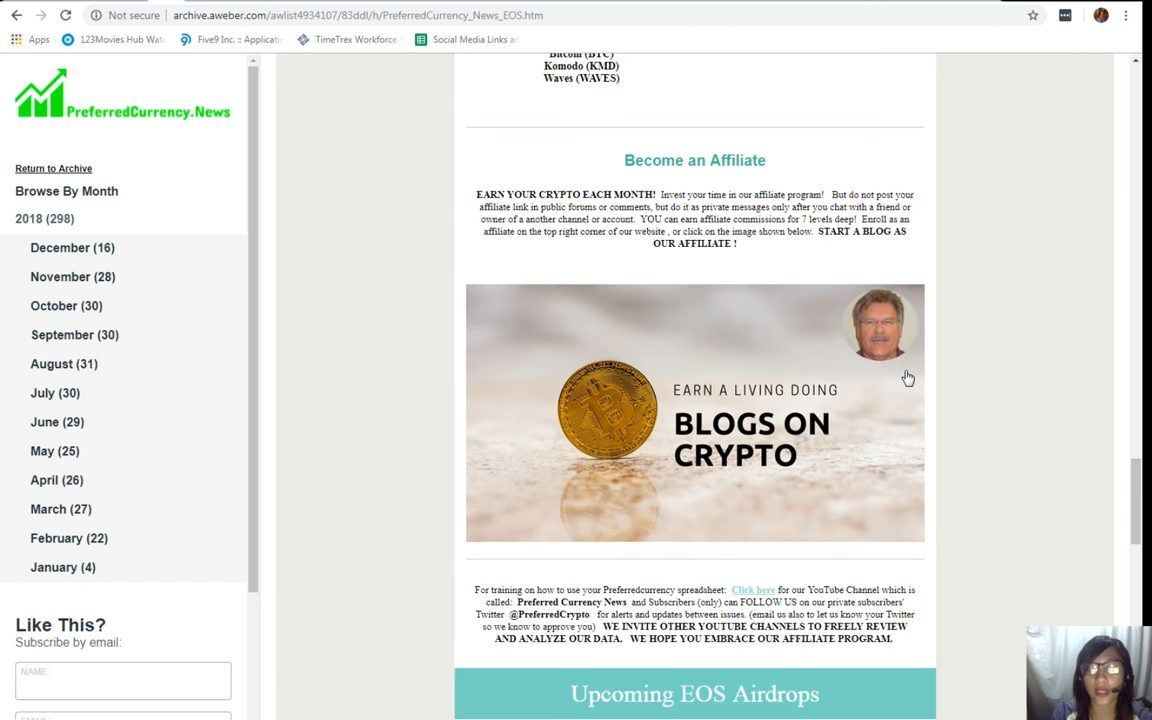 Not secure | archive.aweber.com/awlist4934107/83ddl/h/PreferredCurrency_News_EOS.htm
Apps 123Movies Hub Wat Five9 Inc. :: Applicati TimeTrex Workforce Social Media Links a
PreferredCurrency.News
Return to Archive
Browse By Month
2018 (298)
December (16)
November (28)
October (30)
September (30)
August (31)
July (30)
June (29)
May (25)
April (26)
March (27)
February (22)
January (4)
Like This?
Subscribe by email:
NAME:
Bitcoin (BTC)
Komodo (KMD)
Waves (WAVES)
Become an Affiliate
EARN YOUR CRYPTO EACH MONTH! Invest your time in our affiliate program! But do not post your
affiliate link in public forums or comments, but do it as private messages only after you chat with a friend or
owner of a another channel or account. YOU can earn affiliate commissions for 7 levels deep! Enroll as an
affiliate on the top right corner of our website , or click on the image shown below. START A BLOG AS
OUR AFFILIATE !
EARN A LIVING DOING
BLOGS ON
CRYPTO
For training on how to use your Preferredcurrency spreadsheet: Click here for our YouTube Channel which is
called: Preferred Currency News and Subscribers (only) can FOLLOW US on our private subscribers'
Twitter @PreferredCrypto for alerts and updates between issues. (email us also to let us know your Twitter
so we know to approve you) WE INVITE OTHER YOUTUBE CHANNELS TO FREELY REVIEW
AND ANALYZE OUR DATA. WE HOPE YOU EMBRACE OUR AFFILIATE PROGRAM.
Upcoming EOS Airdrops